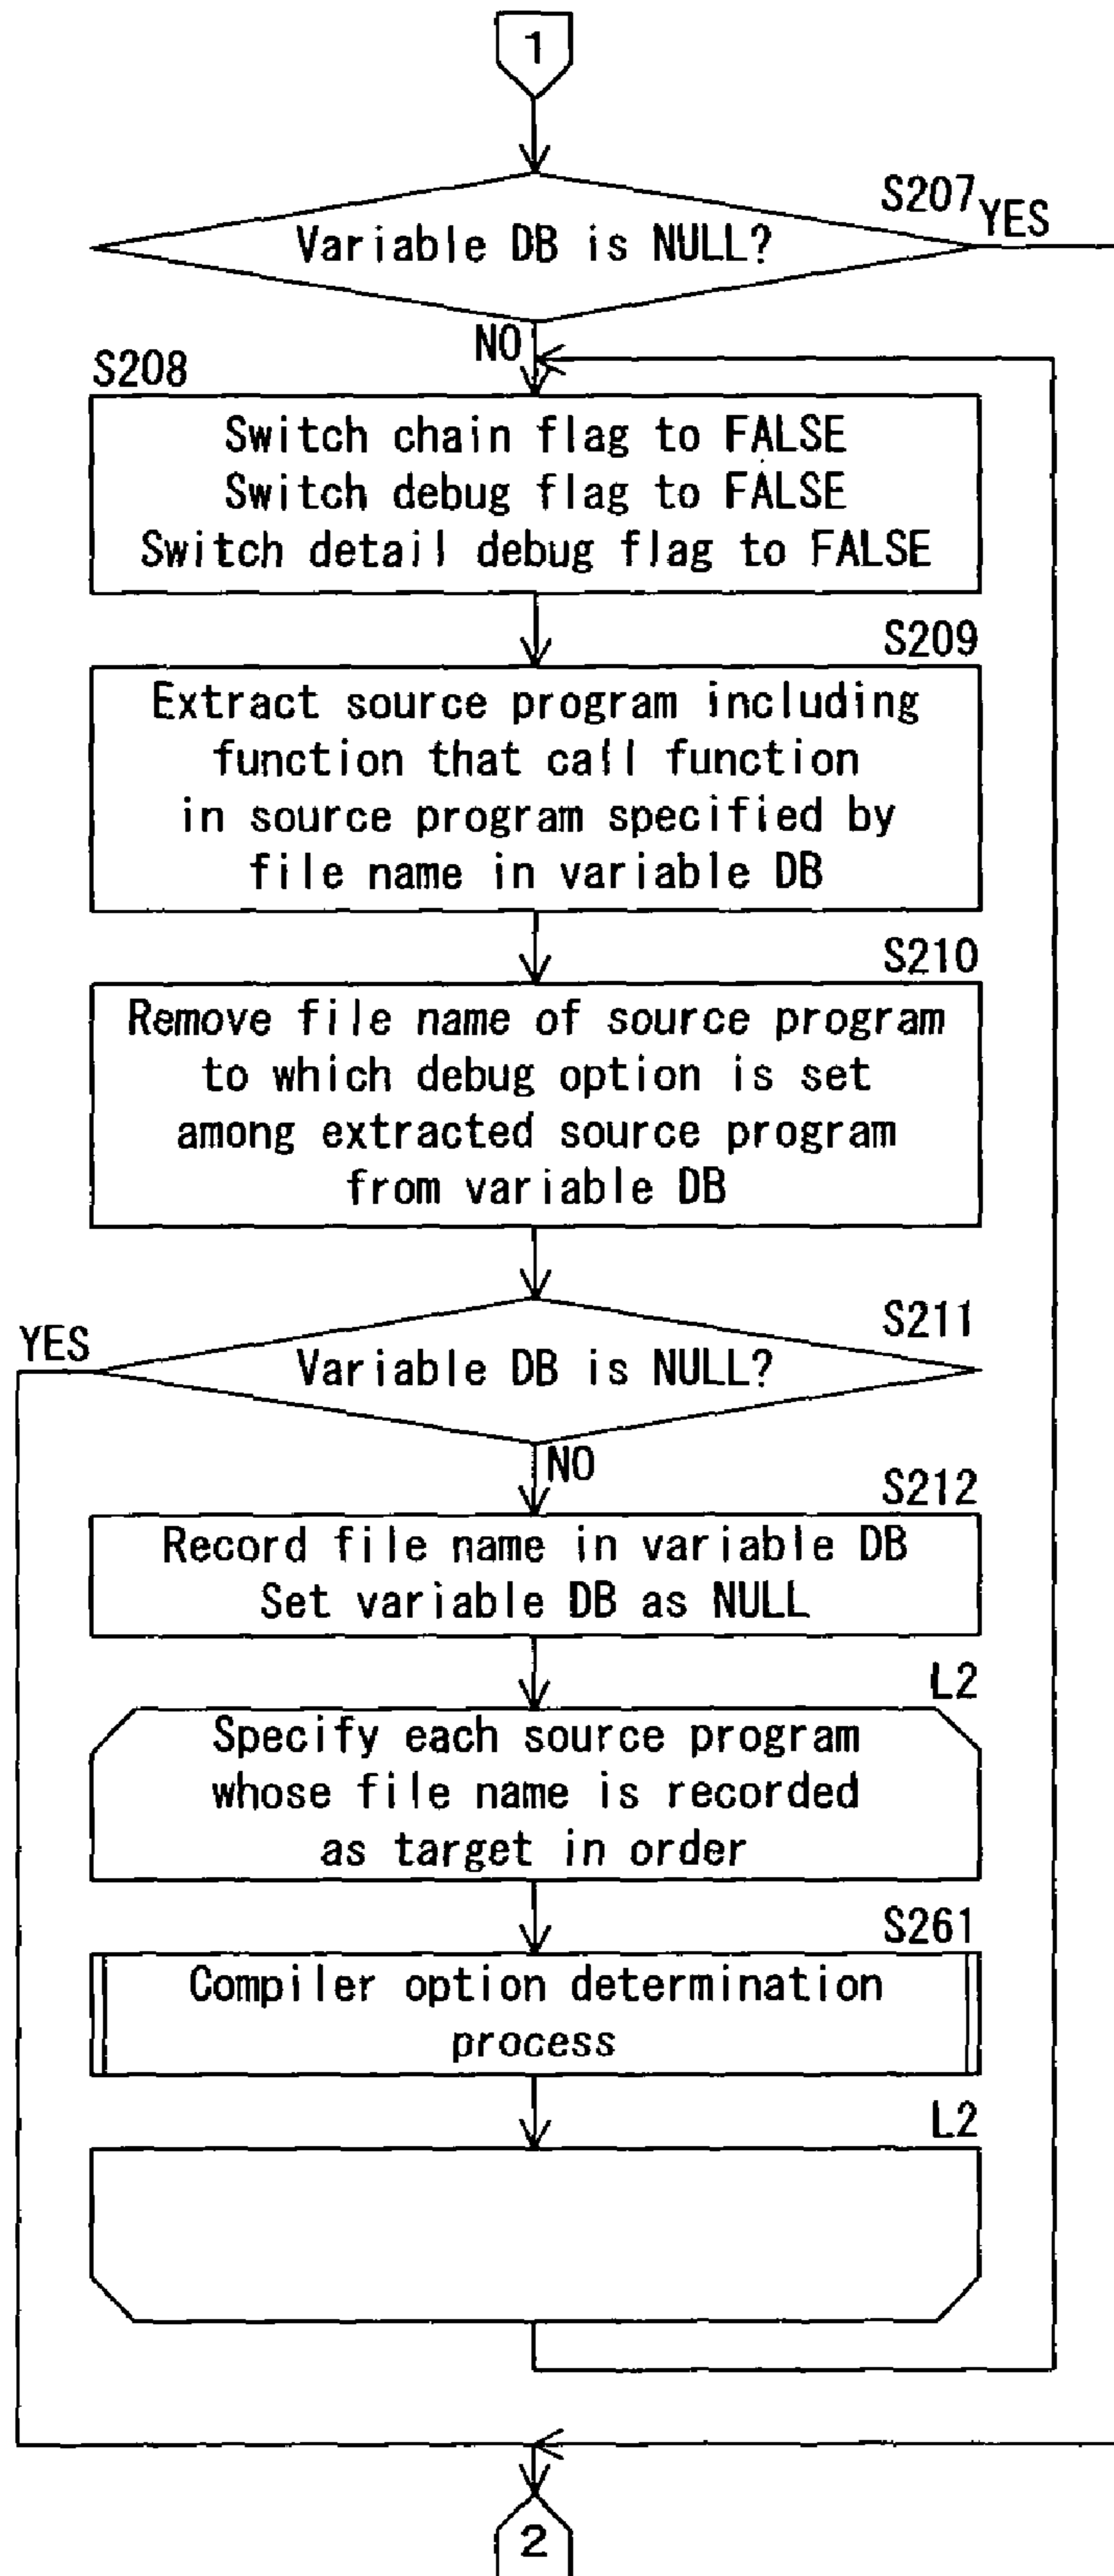 1
S207
YES
Variable DB is NULL?
NO
S208
Switch chain flag to FALSE
Switch debug flag to FALSE
Switch detail debug flag to FALSE
S209
Extract source program including
function that call function
in source program specified by
file name in variable DB
S210
Remove file name of source program
to which debug option is set
among extracted source program
from variable DB
S211
YES
Variable DB is NULL?
NO
S212
Record file name in variable DB
Set variable DB as NULL
L2
Specify each source program
whose file name is recorded
as target in order
S261
Compiler option determination
process
L2
2